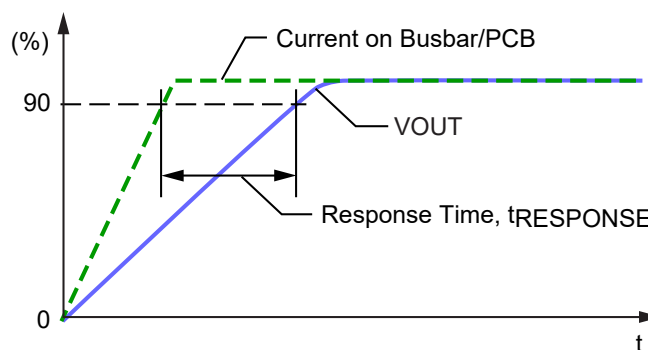 (%)
Current on Busbar/PCB
90
VOUT
Response Time, tRESPONSE
0
t